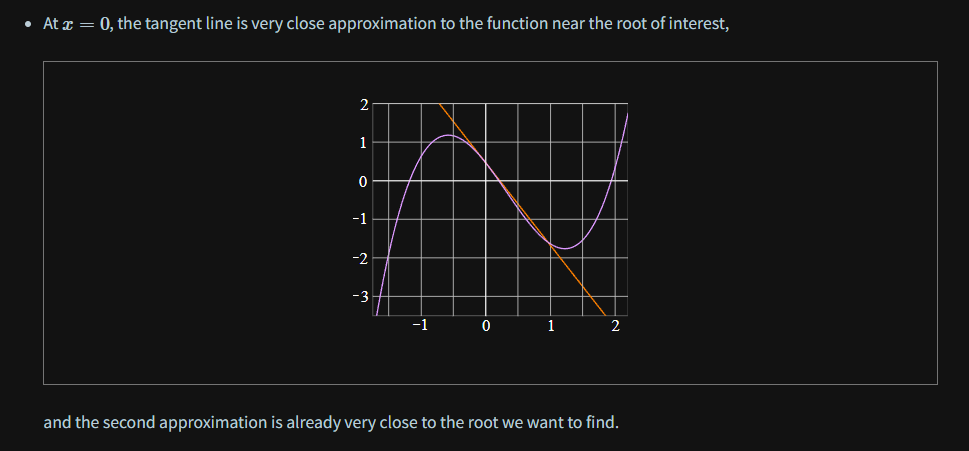 • At x = 0, the tangent line is very close approximation to the function near the root of interest,
2
1
0
−1
−2
−3
−1 0 1 2
and the second approximation is already very close to the root we want to find.